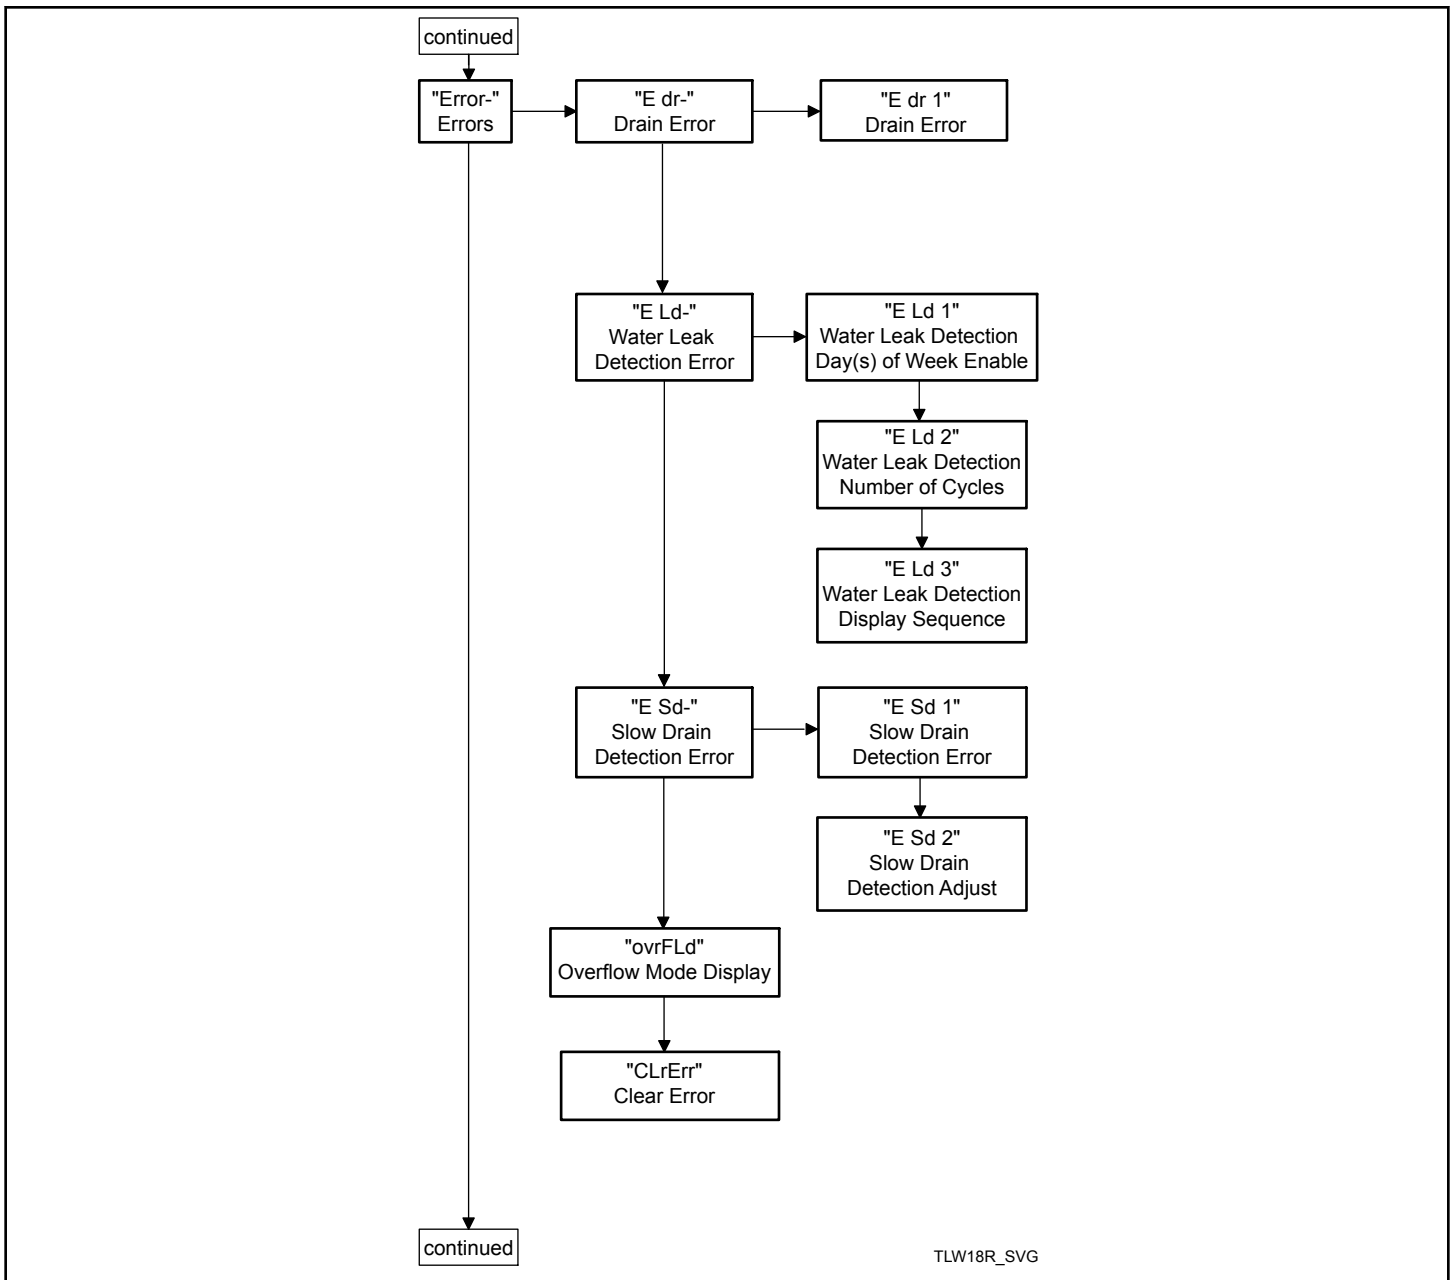 continued
"Error-"
Errors
"E dr-"
Drain Error
"E dr 1"
Drain Error
"E Ld-"
Water Leak
Detection Error
"E Ld 1"
Water Leak Detection
Day(s) of Week Enable
"E Ld 2"
Water Leak Detection
Number of Cycles
"E Ld 3"
Water Leak Detection
Display Sequence
"E Sd-"
Slow Drain
Detection Error
"E Sd 1"
Slow Drain
Detection Error
"E Sd 2"
Slow Drain
Detection Adjust
"ovrFLd"
Overflow Mode Display
"CLrErr"
Clear Error
continued
TLW18R_SVG